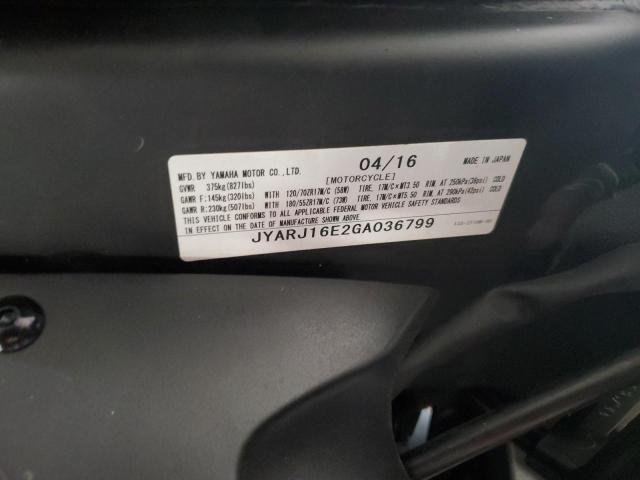 MFD. BY YAMAHA MOTOR CO., LTD. 04/16 MADE IN JAPAN
GVWR 375kg(827lbs) [MOTORCYCLE]
GAWR F:145kg(320lbs) WITH 120/70ZR17M/C (58W) TIRE, 17M/C×MT3.50 RIM, AT 250kPa(36psi) COLD
GAWR R:230kg(507lbs) WITH 180/55ZR17M/C (73W) TIRE, 17M/C×MT5.50 RIM, AT 290kPa(42psi) COLD
THIS VEHICLE CONFORMS TO ALL APPLICABLE FEDERAL MOTOR VEHICLE SAFETY STANDARDS
IN EFFECT ON THE DATE OF MANUFACTURE SHOWN ABOVE.
JYARJ16E2GA036799